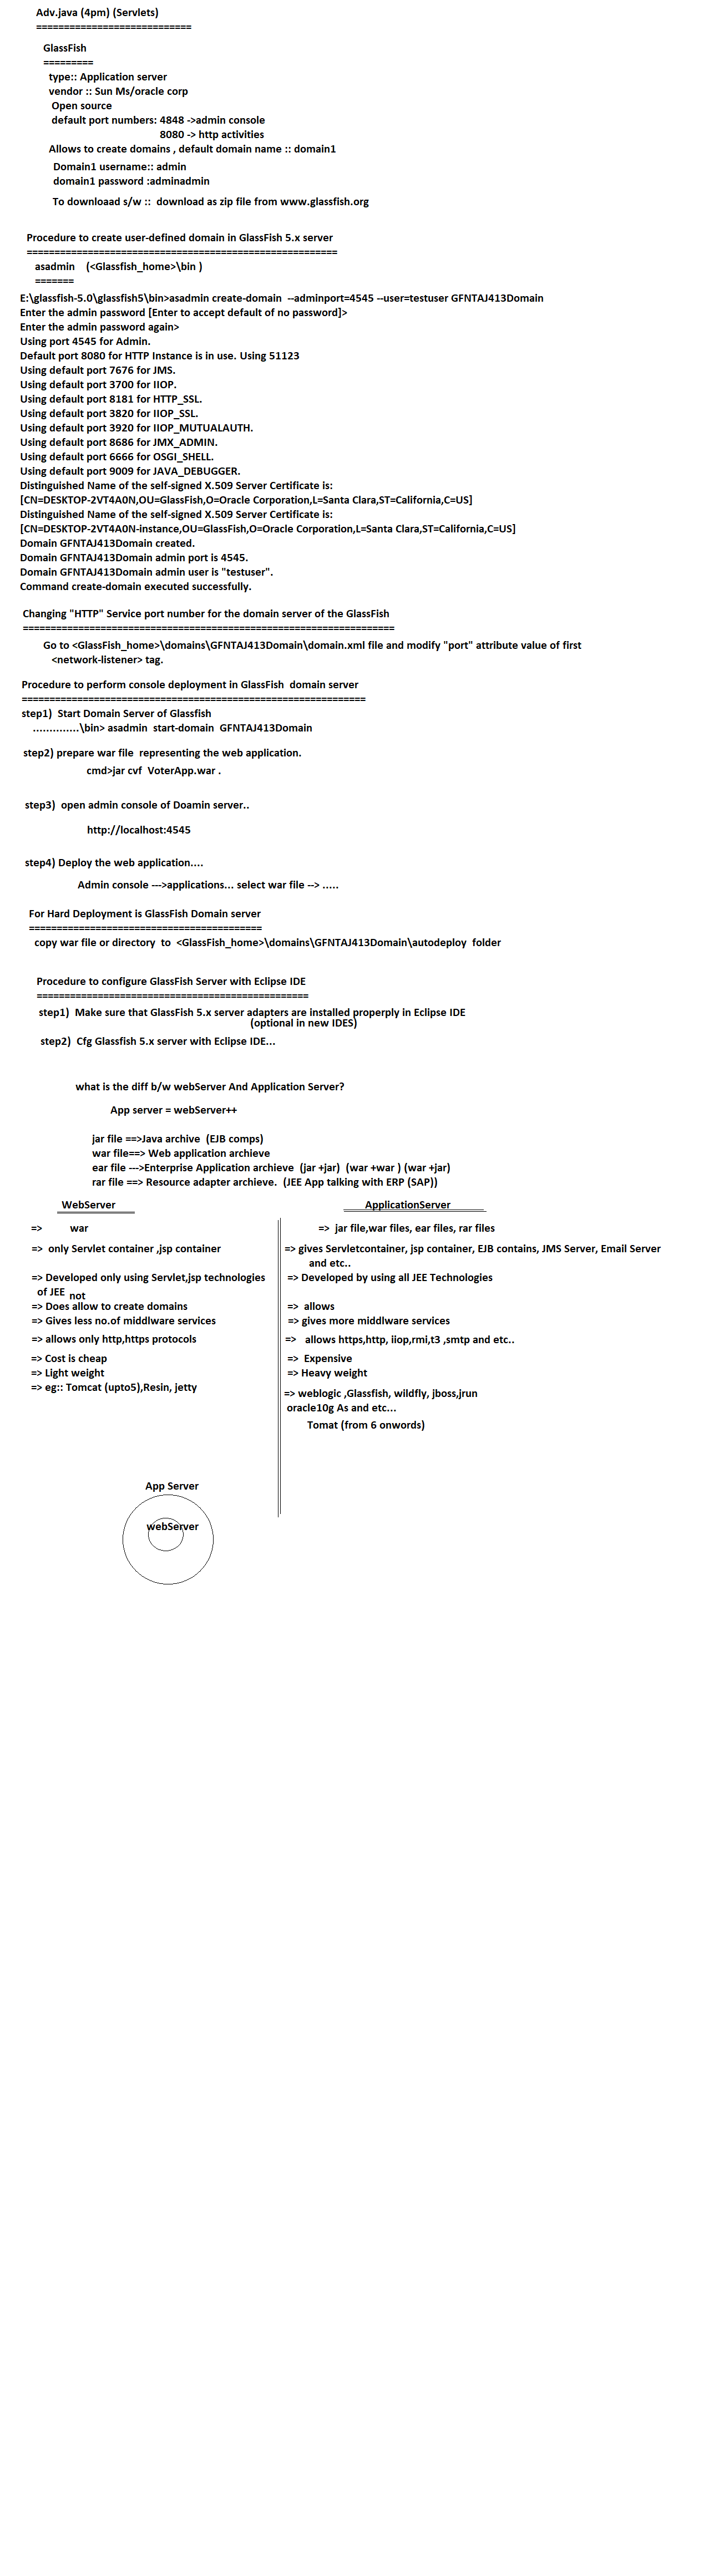 Adv.java (4pm) (Servlets)
============================
GlassFish
=========
type:: Application server
vendor :: Sun Ms/oracle corp
Open source
default port numbers: 4848 ->admin console
8080 -> http activities
Allows to create domains , default domain name :: domain1
Domain1 username:: admin
domain1 password :adminadmin
To downloaad s/w :: download as zip file from www.glassfish.org
Procedure to create user-defined domain in GlassFish 5.x server
========================================================
asadmin (<Glassfish_home>\bin )
=======
E:\glassfish-5.0\glassfish5\bin>asadmin create-domain --adminport=4545 --user=testuser GFNTAJ413Domain
Enter the admin password [Enter to accept default of no password]>
Enter the admin password again>
Using port 4545 for Admin.
Default port 8080 for HTTP Instance is in use. Using 51123
Using default port 7676 for JMS.
Using default port 3700 for IIOP.
Using default port 8181 for HTTP_SSL.
Using default port 3820 for IIOP_SSL.
Using default port 3920 for IIOP_MUTUALAUTH.
Using default port 8686 for JMX_ADMIN.
Using default port 6666 for OSGI_SHELL.
Using default port 9009 for JAVA_DEBUGGER.
Distinguished Name of the self-signed X.509 Server Certificate is:
[CN=DESKTOP-2VT4A0N,OU=GlassFish,O=Oracle Corporation,L=Santa Clara,ST=California,C=US]
Distinguished Name of the self-signed X.509 Server Certificate is:
[CN=DESKTOP-2VT4A0N-instance,OU=GlassFish,O=Oracle Corporation,L=Santa Clara,ST=California,C=US]
Domain GFNTAJ413Domain created.
Domain GFNTAJ413Domain admin port is 4545.
Domain GFNTAJ413Domain admin user is "testuser".
Command create-domain executed successfully.
Changing "HTTP" Service port number for the domain server of the GlassFish
===================================================================
Go to <GlassFish_home>\domains\GFNTAJ413Domain\domain.xml file and modify "port" attribute value of first
<network-listener> tag.
Procedure to perform console deployment in GlassFish domain server
==============================================================
step1) Start Domain Server of Glassfish
..............\bin> asadmin start-domain GFNTAJ413Domain
step2) prepare war file representing the web application.
cmd>jar cvf VoterApp.war .
step3) open admin console of Doamin server..
http://localhost:4545
step4) Deploy the web application....
Admin console --->applications... select war file --> .....
For Hard Deployment is GlassFish Domain server
==========================================
copy war file or directory to <GlassFish_home>\domains\GFNTAJ413Domain\autodeploy folder
Procedure to configure GlassFish Server with Eclipse IDE
=================================================
step1) Make sure that GlassFish 5.x server adapters are installed properply in Eclipse IDE
(optional in new IDES)
step2) Cfg Glassfish 5.x server with Eclipse IDE...
what is the diff b/w webServer And Application Server?
App server = webServer++
jar file ==>Java archive (EJB comps)
war file==> Web application archieve
ear file --->Enterprise Application archieve (jar +jar) (war +war ) (war +jar)
rar file ==> Resource adapter archieve. (JEE App talking with ERP (SAP))
WebServer
=> war
=> only Servlet container ,jsp container
=> Developed only using Servlet,jsp technologies
of JEE
not
=> Does allow to create domains
=> Gives less no.of middlware services
=> allows only http,https protocols
=> Cost is cheap
=> Light weight
=> eg:: Tomcat (upto5),Resin, jetty
ApplicationServer
=> jar file,war files, ear files, rar files
=> gives Servletcontainer, jsp container, EJB contains, JMS Server, Email Server
and etc..
=> Developed by using all JEE Technologies
=> allows
=> gives more middlware services
=> allows https,http, iiop,rmi,t3 ,smtp and etc..
=> Expensive
=> Heavy weight
=> weblogic ,Glassfish, wildfly, jboss,jrun
oracle10g As and etc...
Tomat (from 6 onwords)
App Server
webServer